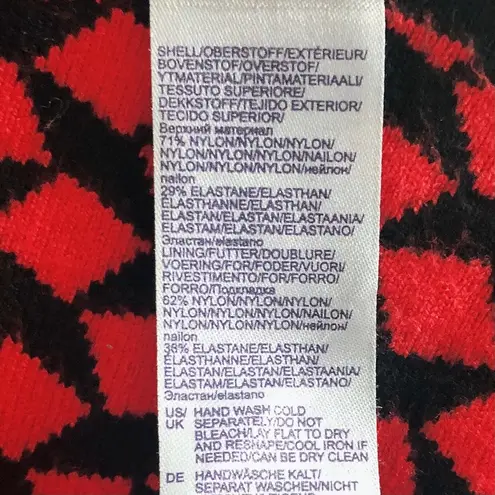 SHELL/OBERSTOFF/EXTÉRIEUR/
BOVENSTOF/OVERSTOF/
YTMATERIAL/PINTAMATERIAALI/
TESSUTO SUPERIORE/
DEKKSTOFF/TEJIDO EXTERIOR/
TECIDO SUPERIOR/
Верхний материал
71% NYLON/NYLON/NYLON/
NYLON/NYLON/NYLON/NAILON/
NYLON/NYLON/NYLON/нейлон/
nailon
29% ELASTANE/ELASTHAN/
ÉLASTHANNE/ELASTHAN/
ELASTAN/ELASTAN/ELASTAANIA/
ELASTAM/ELASTAN/ELASTANO/
Эластан/elastano
LINING/FUTTER/DOUBLURE/
VOERING/FOR/FODER/VUORI/
RIVESTIMENTO/FOR/FORRO/
FORRO/Подкладка
62% NYLON/NYLON/NYLON/
NYLON/NYLON/NYLON/NAILON/
NYLON/NYLON/NYLON/нейлон/
nailon
38% ELASTANE/ELASTHAN/
ÉLASTHANNE/ELASTHAN/
ELASTAN/ELASTAN/ELASTAANIA/
ELASTAM/ELASTAN/ELASTANO/
Эластан/elastano
US/ HAND WASH COLD
UK SEPARATELY/DO NOT
BLEACH/LAY FLAT TO DRY
AND RESHAPE/COOL IRON IF
NEEDED/CAN BE DRY CLEAN
DE HANDWÄSCHE KALT/
SEPARAT WASCHEN/NICHT